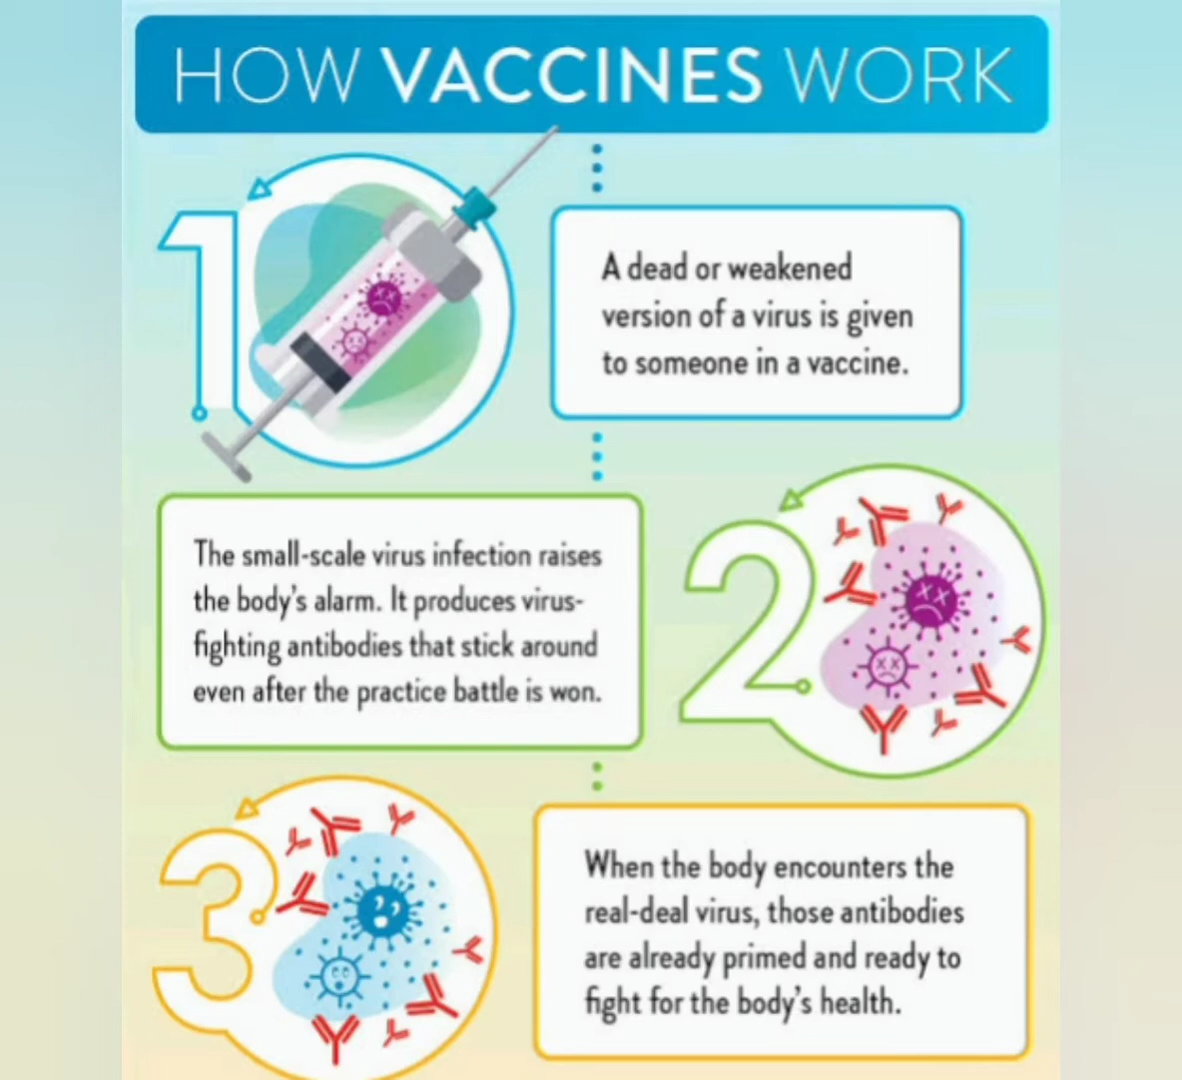 HOW VACCINES WORK
1
A dead or weakened
version of a virus is given
to someone in a vaccine.
The small-scale virus infection raises
the body's alarm. It produces virus-
fighting antibodies that stick around
even after the practice battle is won.
2
3
When the body encounters the
real-deal virus, those antibodies
are already primed and ready to
fight for the body's health.